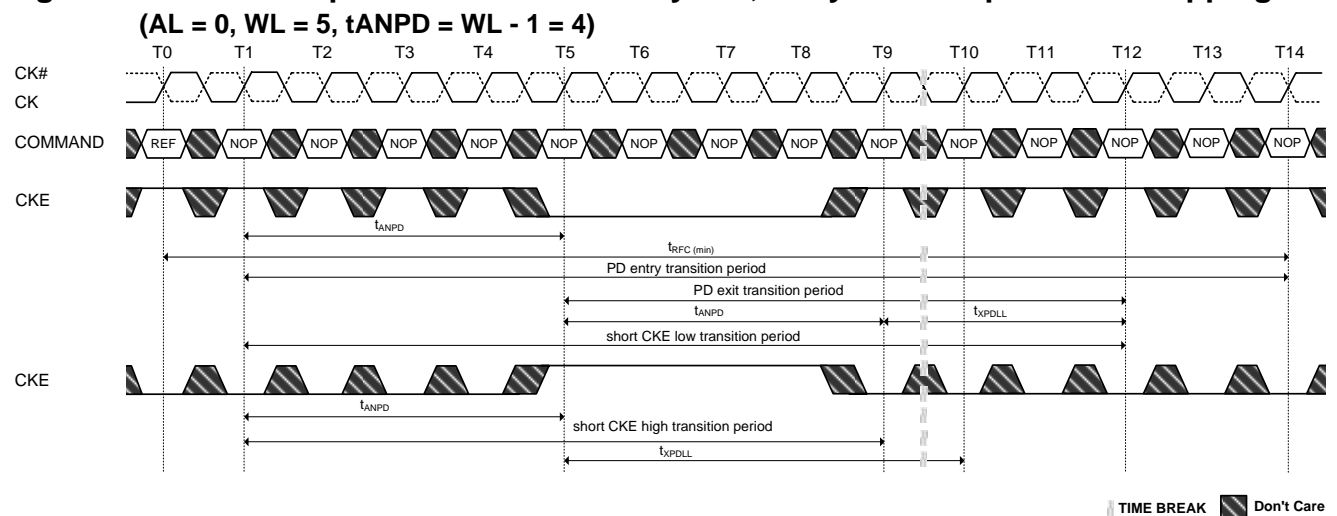 (AL = 0, WL = 5, tANPD = WL - 1 = 4)
T0 T1 T2 T3 T4 T5 T6 T7 T8 T9 T10 T11 T12 T13 T14
CK#
CK
COMMAND REF NOP NOP NOP NOP NOP NOP NOP NOP NOP NOP NOP NOP NOP NOP
CKE
tANPD
tRFC (min)
PD entry transition period
PD exit transition period
tANPD tXPDLL
short CKE low transition period
CKE
tANPD
short CKE high transition period
tXPDLL
TIME BREAK Don't Care